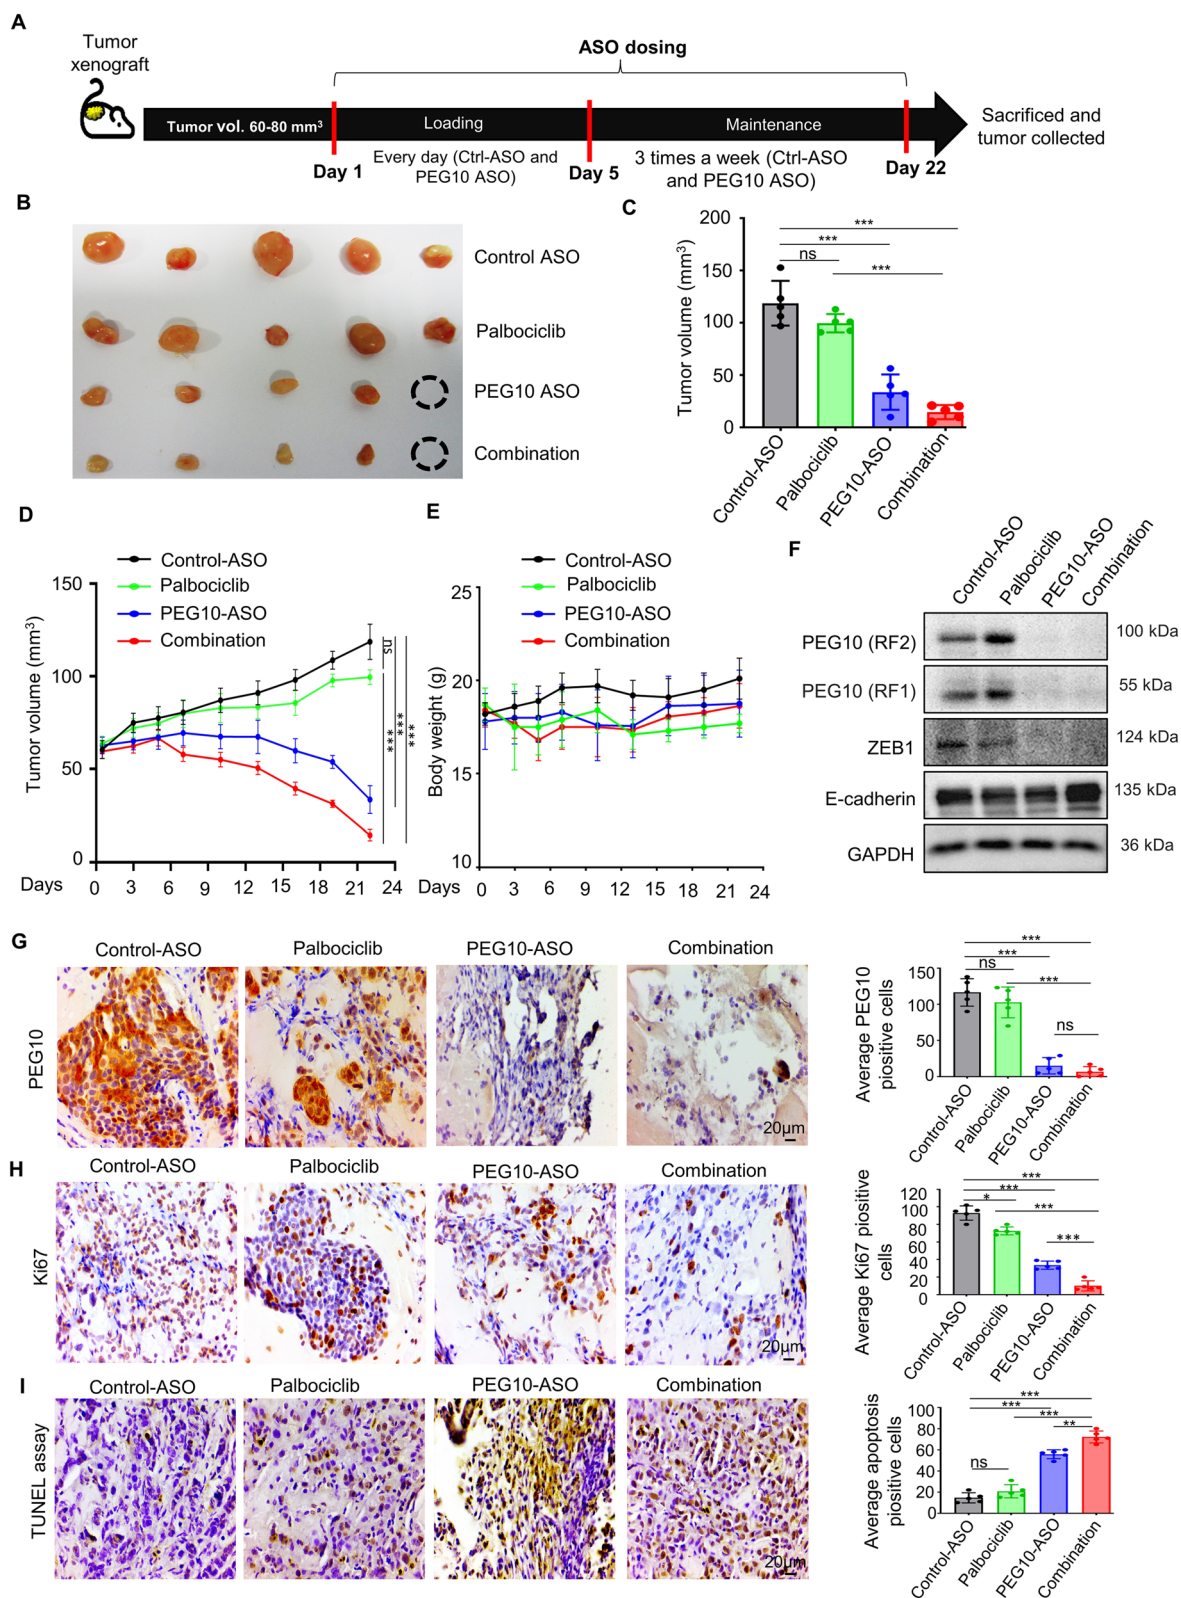 A
Tumor
xenograft
ASO dosing
Tumor vol. 60-80 mm³
Loading
Maintenance
Sacrificed and
tumor collected
Day 1
Every day (Ctrl-ASO and
PEG10 ASO)
Day 5
3 times a week (Ctrl-ASO
and PEG10 ASO)
Day 22
B
Control ASO
Palbociclib
PEG10 ASO
Combination
C
Tumor volume (mm³)
200
150
100
50
0
***
***
ns
***
Control-ASO
Palbociclib
PEG10-ASO
Combination
D
Control-ASO
Palbociclib
PEG10-ASO
Combination
Tumor volume (mm³)
150
100
50
0
ns
***
***
***
Days
0 3 6 9 12 15 18 21 24
E
Control-ASO
Palbociclib
PEG10-ASO
Combination
Body weight (g)
25
20
15
10
Days
0 3 6 9 12 15 18 21 24
F
Control-ASO
Palbociclib
PEG10-ASO
Combination
PEG10 (RF2)
100 kDa
PEG10 (RF1)
55 kDa
ZEB1
124 kDa
E-cadherin
135 kDa
GAPDH
36 kDa
G
Control-ASO
Palbociclib
PEG10-ASO
Combination
PEG10
20µm
Average PEG10
piositive cells
150
100
50
0
***
***
ns
***
ns
Control-ASO
Palbociclib
PEG10-ASO
Combination
H
Control-ASO
Palbociclib
PEG10-ASO
Combination
Ki67
20µm
Average Ki67 piositive
cells
120
100
80
60
40
20
0
***
***
*
***
***
Control-ASO
Palbociclib
PEG10-ASO
Combination
I
Control-ASO
Palbociclib
PEG10-ASO
Combination
TUNEL assay
20µm
Average apoptosis
piositive cells
100
80
60
40
20
0
***
***
***
**
ns
Control-ASO
Palbociclib
PEG10-ASO
Combination